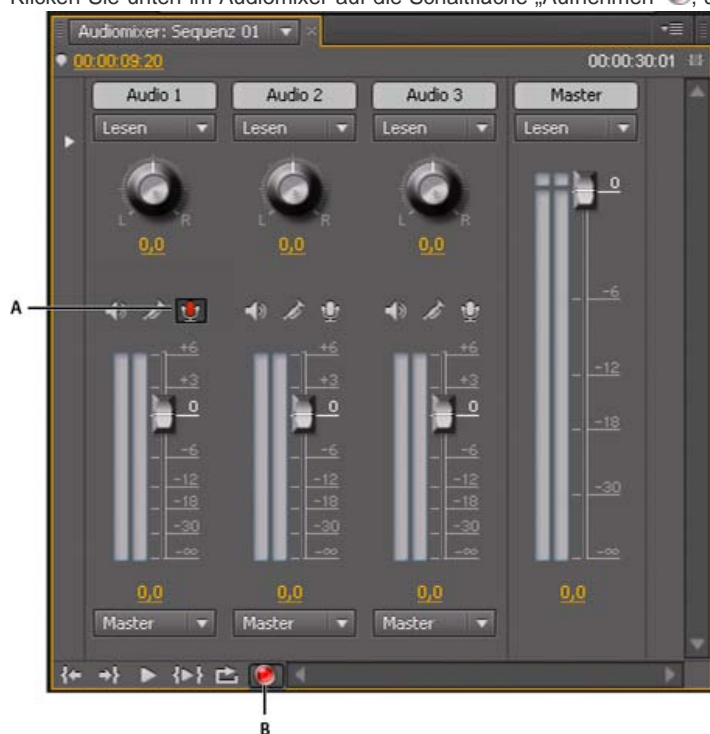 Klicken Sie unten im Audiomixer auf die Schaltfläche „Aufnehmen“
Audiomixer: Sequenz 01
00:00:09:20 00:00:30:01
Audio 1 Audio 2 Audio 3 Master
Lesen Lesen Lesen Lesen
L R L R L R
0,0 0,0 0,0
A
0
-6
-12
-18
-30
-∞
+6 +6 +6
+3 +3 +3
0 0 0
-6 -6 -6
-12 -12 -12
-18 -18 -18
-30 -30 -30
-∞ -∞ -∞
0,0 0,0 0,0 0,0
Master Master Master
B